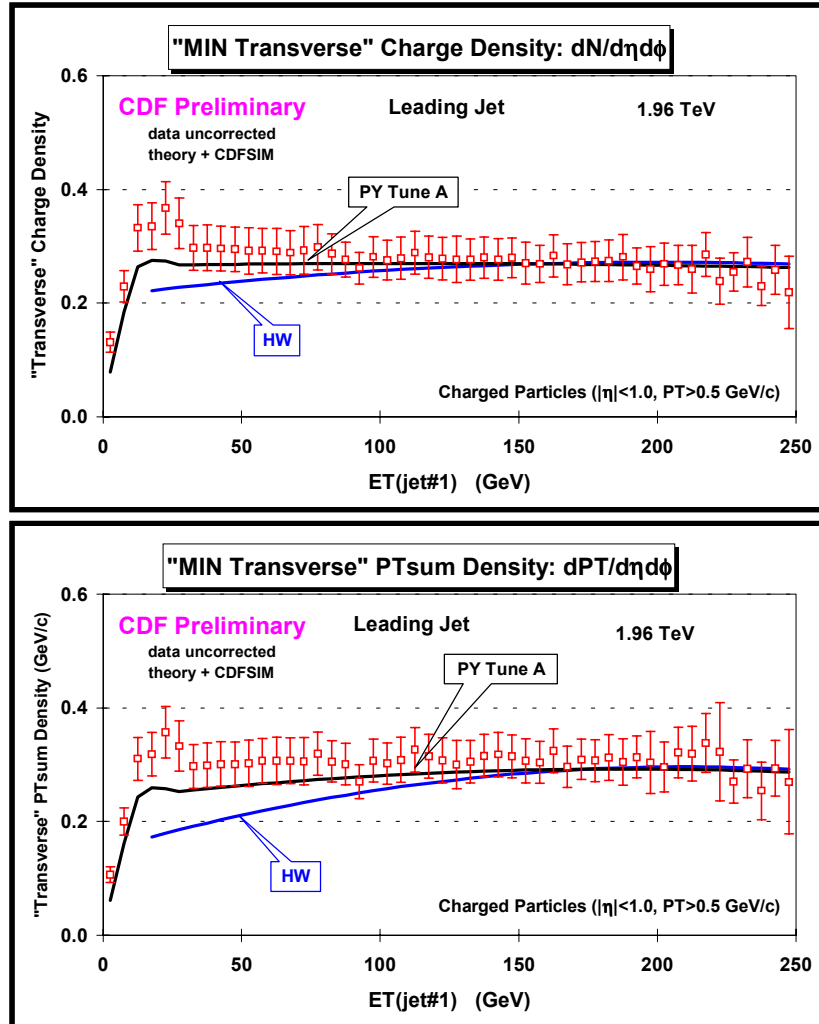 "MIN Transverse" Charge Density: dN/dηdϕ
0.6
CDF Preliminary
Leading Jet
1.96 TeV
data uncorrected
theory + CDFSIM
PY Tune A
0.4
"Transverse" Charge Density
0.2
HW
Charged Particles (|η|<1.0, PT>0.5 GeV/c)
0.0
0 50 100 150 200 250
ET(jet#1) (GeV)
"MIN Transverse" PTsum Density: dPT/dηdϕ
0.6
CDF Preliminary
Leading Jet
1.96 TeV
data uncorrected
theory + CDFSIM
PY Tune A
0.4
"Transverse" PTsum Density (GeV/c)
0.2
HW
Charged Particles (|η|<1.0, PT>0.5 GeV/c)
0.0
0 50 100 150 200 250
ET(jet#1) (GeV)